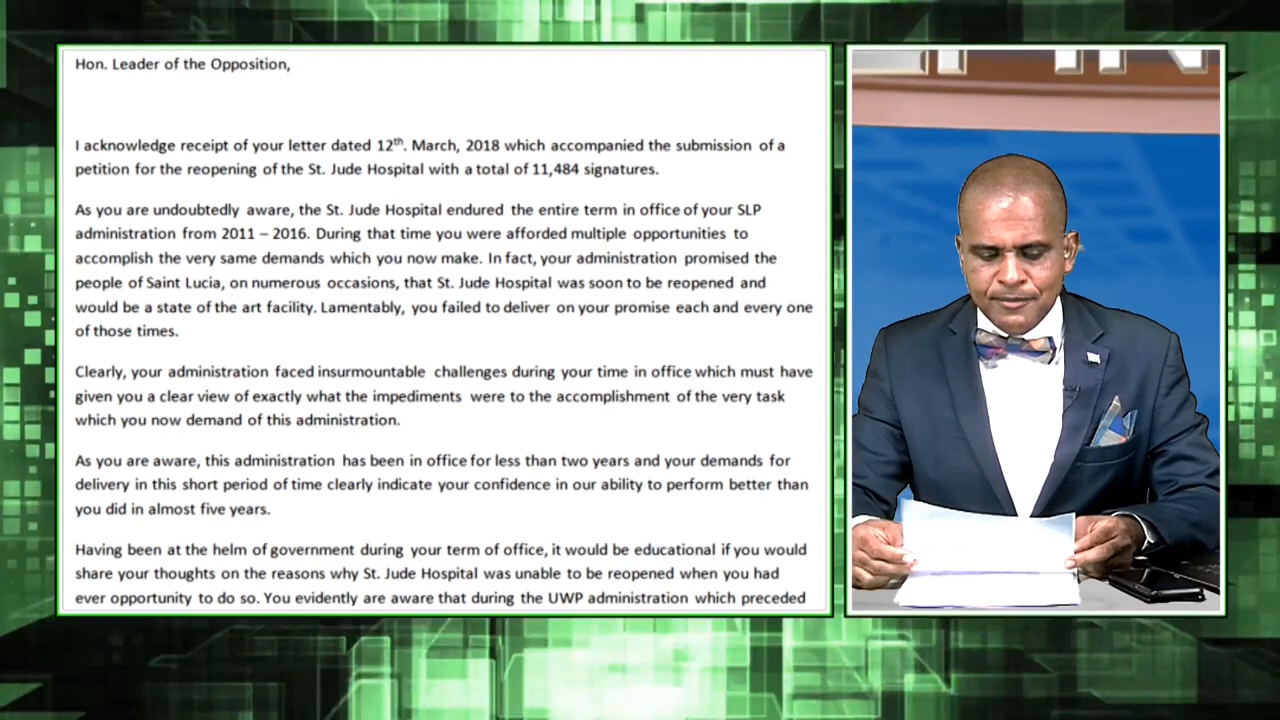 Hon. Leader of the Opposition,
I acknowledge receipt of your letter dated 12th. March, 2018 which accompanied the submission of a
petition for the reopening of the St. Jude Hospital with a total of 11,484 signatures.
As you are undoubtedly aware, the St. Jude Hospital endured the entire term in office of your SLP
administration from 2011 – 2016. During that time you were afforded multiple opportunities to
accomplish the very same demands which you now make. In fact, your administration promised the
people of Saint Lucia, on numerous occasions, that St. Jude Hospital was soon to be reopened and
would be a state of the art facility. Lamentably, you failed to deliver on your promise each and every one
of those times.
Clearly, your administration faced insurmountable challenges during your time in office which must have
given you a clear view of exactly what the impediments were to the accomplishment of the very task
which you now demand of this administration.
As you are aware, this administration has been in office for less than two years and your demands for
delivery in this short period of time clearly indicate your confidence in our ability to perform better than
you did in almost five years.
Having been at the helm of government during your term of office, it would be educational if you would
share your thoughts on the reasons why St. Jude Hospital was unable to be reopened when you had
ever opportunity to do so. You evidently are aware that during the UWP administration which preceded